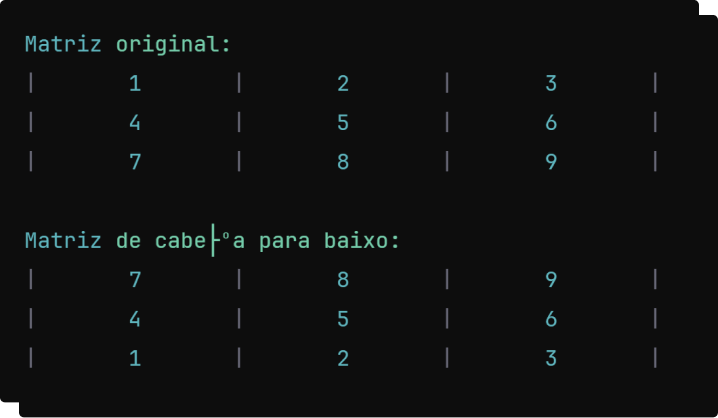 Matriz original:
| 1 | 2 | 3 |
| 4 | 5 | 6 |
| 7 | 8 | 9 |
Matriz de cabe├ºa para baixo:
| 7 | 8 | 9 |
| 4 | 5 | 6 |
| 1 | 2 | 3 |